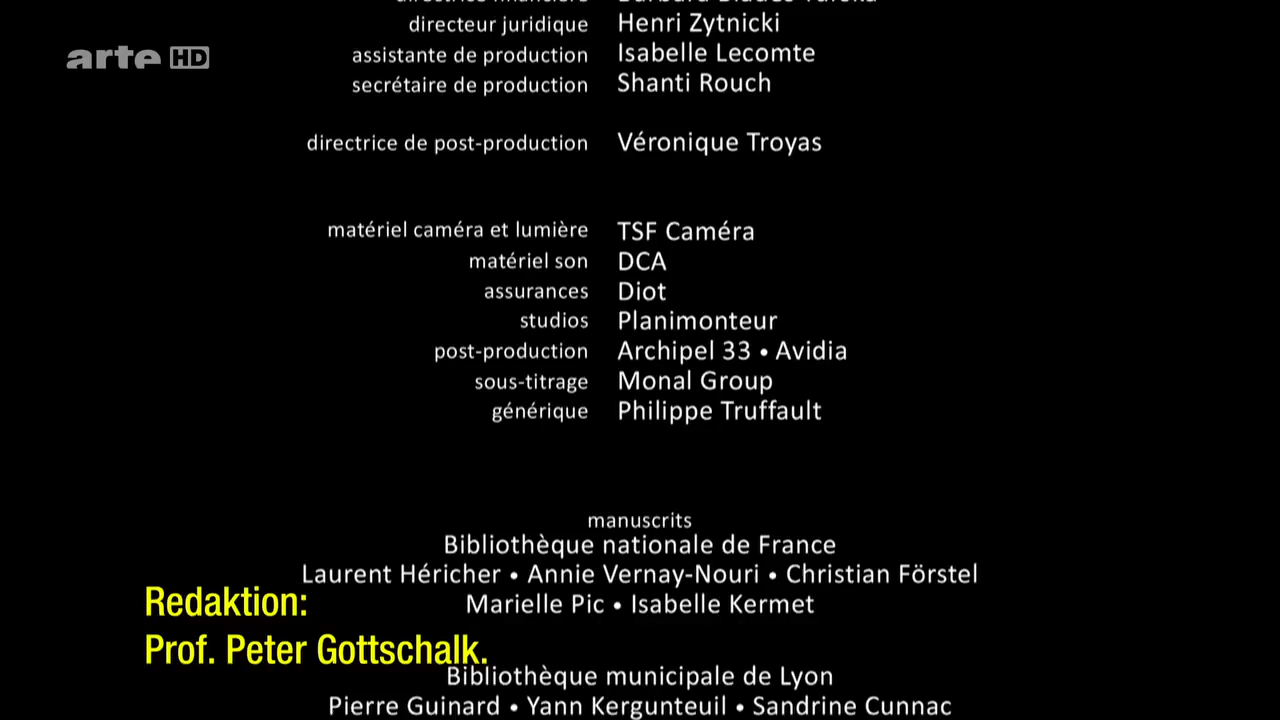 directeur juridique Henri Zytnicki
arte HD
assistante de production Isabelle Lecomte
secrétaire de production Shanti Rouch
directrice de post-production Véronique Troyas
matériel caméra et lumière TSF Caméra
matériel son DCA
assurances Diot
studios Planimonteur
post-production Archipel 33 • Avidia
sous-titrage Monal Group
générique Philippe Truffault
manuscrits
Bibliothèque nationale de France
Laurent Héricher • Annie Vernay-Nouri • Christian Förstel
Marielle Pic • Isabelle Kermet
Redaktion:
Prof. Peter Gottschalk.
Bibliothèque municipale de Lyon
Pierre Guinard • Yann Kergunteuil • Sandrine Cunnac